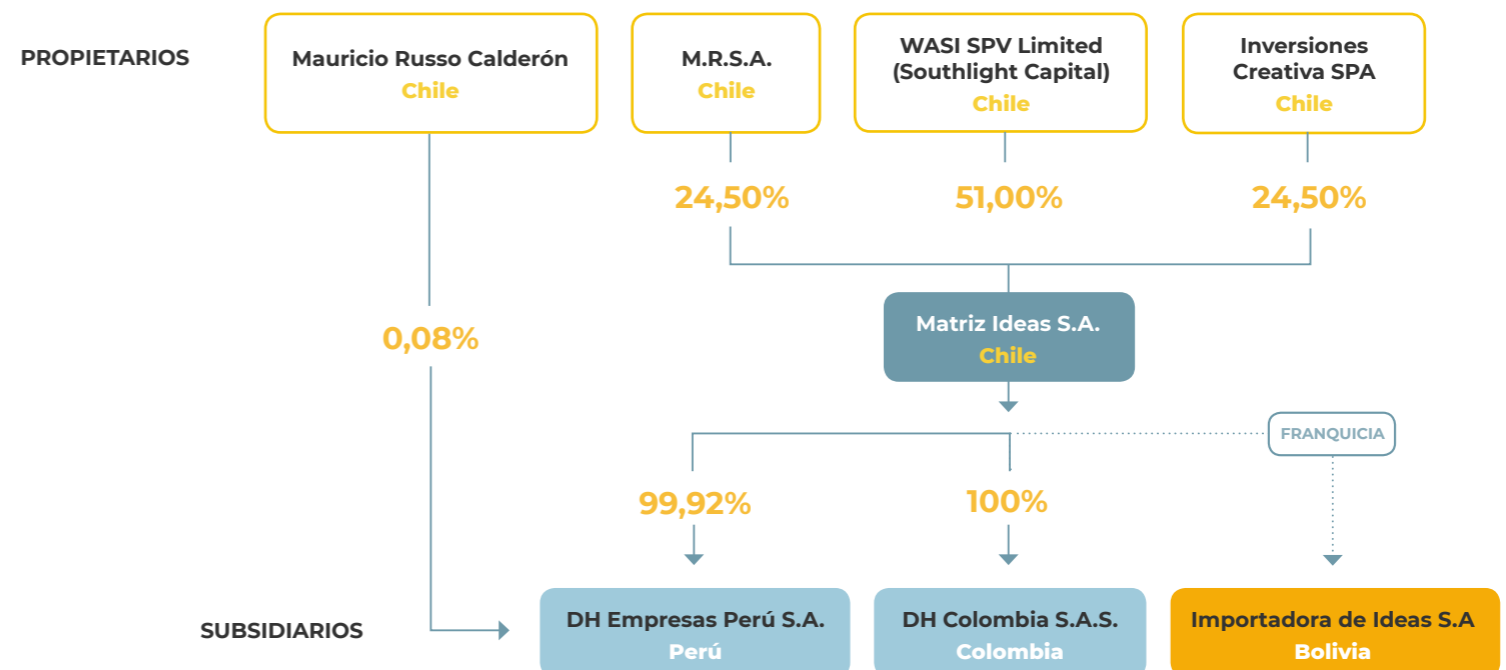 PROPIETARIOS
Mauricio Russo Calderón
Chile
M.R.S.A.
Chile
WASI SPV Limited
(Southlight Capital)
Chile
Inversiones
Creativa SPA
Chile
24,50%
51,00%
24,50%
0,08%
Matriz Ideas S.A.
Chile
FRANQUICIA
99,92%
100%
SUBSIDIARIOS
DH Empresas Perú S.A.
Perú
DH Colombia S.A.S.
Colombia
Importadora de Ideas S.A
Bolivia